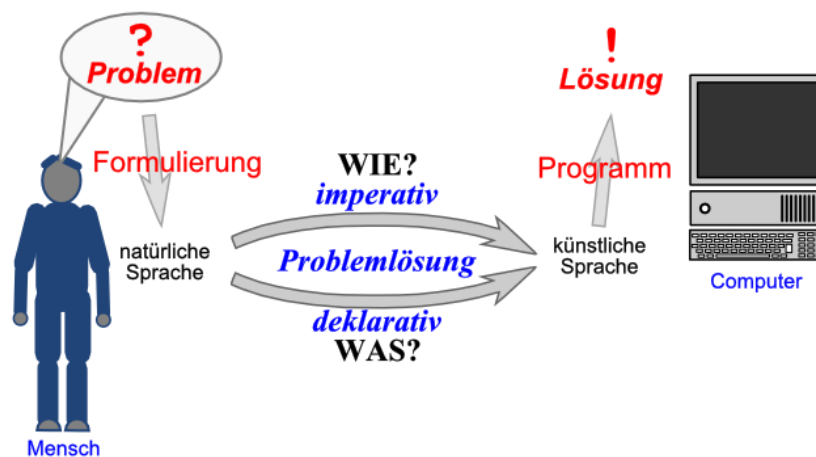 ?
Problem
Formulierung
natürliche
Sprache
Mensch
WIE?
imperativ
Problemlösung
deklarativ
WAS?
!
Lösung
Programm
künstliche
Sprache
Computer